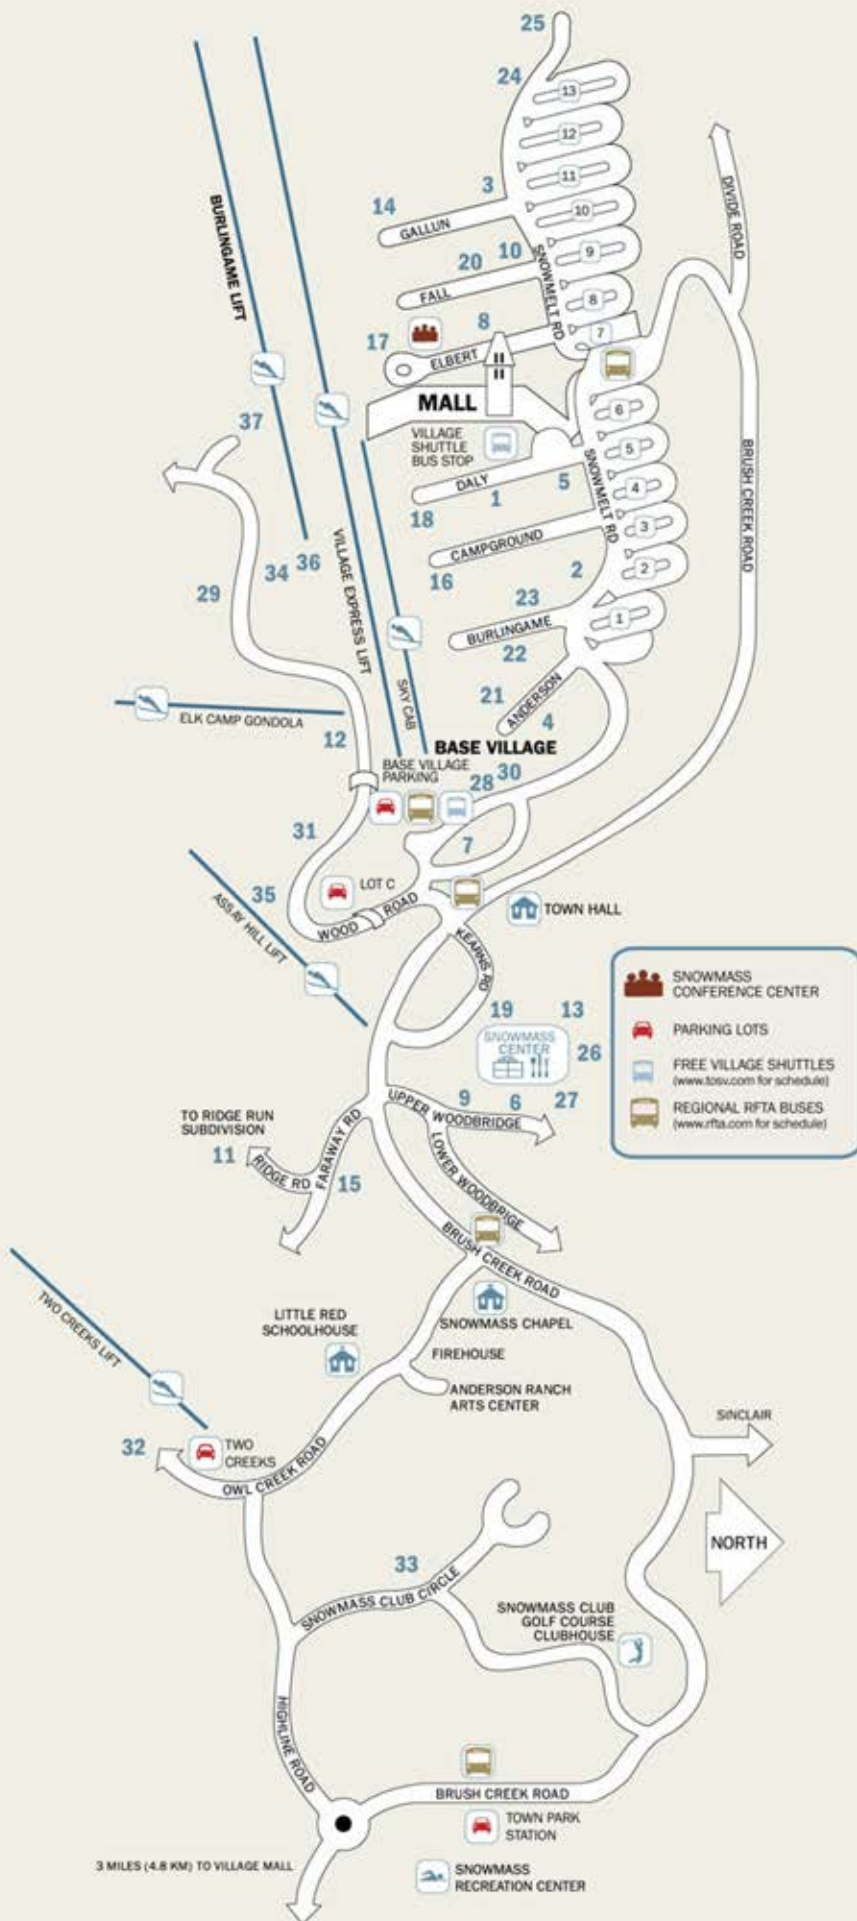 25
24
13
12
11
10
9
8
7
3
14
GALLUN
DIVIDE ROAD
BURLINGAME LIFT
20
10
SNOWMELT RD
FALL
8
17
ELBERT
MALL
6
5
4
3
2
1
VILLAGE
SHUTTLE
BUS STOP
37
DALY
5
1
18
SNOWMELT RD
BRUSH CREEK ROAD
CAMPGROUND
16
2
34
36
29
VILLAGE EXPRESS LIFT
23
BURLINGAME
22
SKY CAB
21
ANDERSON
4
ELK CAMP GONDOLA
12
BASE VILLAGE
BASE VILLAGE
PARKING
28
30
31
7
35
LOT C
ASSAY HILL LIFT
WOOD ROAD
TOWN HALL
KEARNS RD
19
13
SNOWMASS
CENTER
26
SNOWMASS
CONFERENCE CENTER
PARKING LOTS
FREE VILLAGE SHUTTLES
(www.tosv.com for schedule)
REGIONAL RFTA BUSES
(www.rfta.com for schedule)
9
6
27
UPPER WOODBRIDGE
TO RIDGE RUN
SUBDIVISION
11
RIDGE RD
FARAWAY RD
15
LOWER WOODBRIGE
BRUSH CREEK ROAD
TWO CREEKS LIFT
LITTLE RED
SCHOOLHOUSE
SNOWMASS CHAPEL
FIREHOUSE
ANDERSON RANCH
ARTS CENTER
SINCLAIR
32
TWO
CREEKS
OWL CREEK ROAD
NORTH
33
SNOWMASS CLUB CIRCLE
SNOWMASS CLUB
GOLF COURSE
CLUBHOUSE
HIGHLINE ROAD
BRUSH CREEK ROAD
TOWN PARK
STATION
3 MILES (4.8 KM) TO VILLAGE MALL
SNOWMASS
RECREATION CENTER